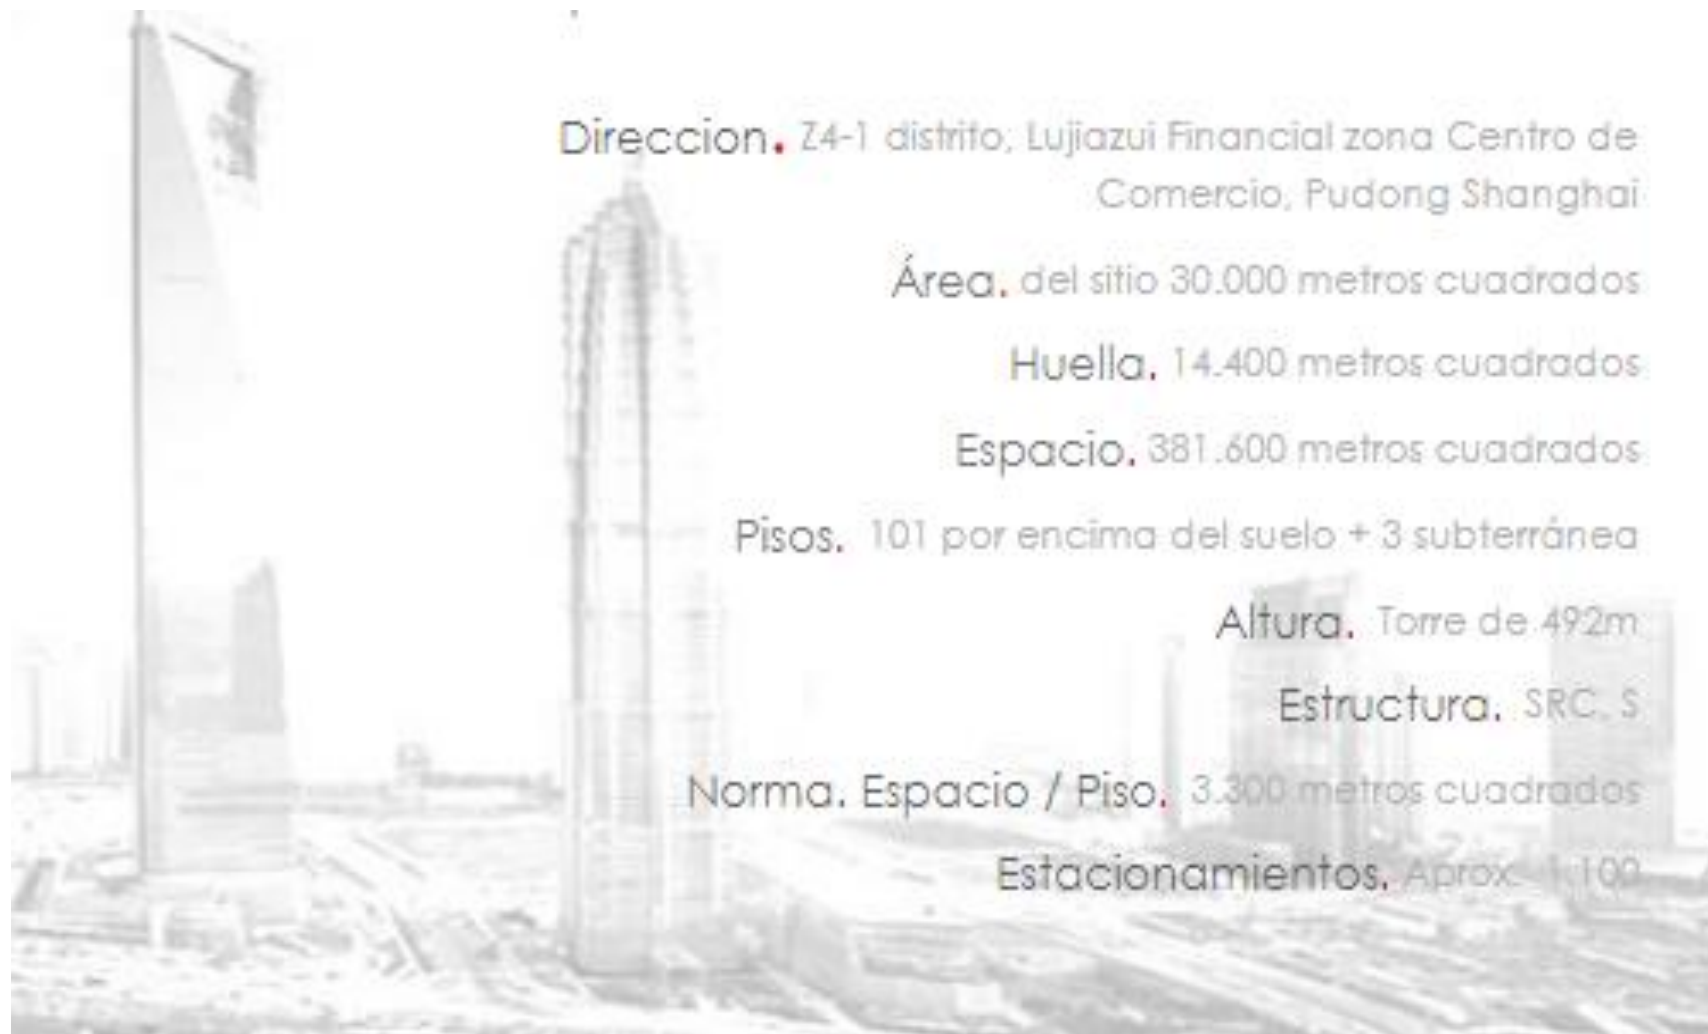 Direccion. Z4-1 distrito, Lujiazui Financial zona Centro de
Comercio, Pudong Shanghai
Área. del sitio 30.000 metros cuadrados
Huella. 14.400 metros cuadrados
Espacio. 381.600 metros cuadrados
Pisos. 101 por encima del suelo + 3 subterránea
Altura. Torre de 492m
Estructura. SRC, S
Norma. Espacio / Piso. 3.300 metros cuadrados
Estacionamientos. Aprox. 1.100